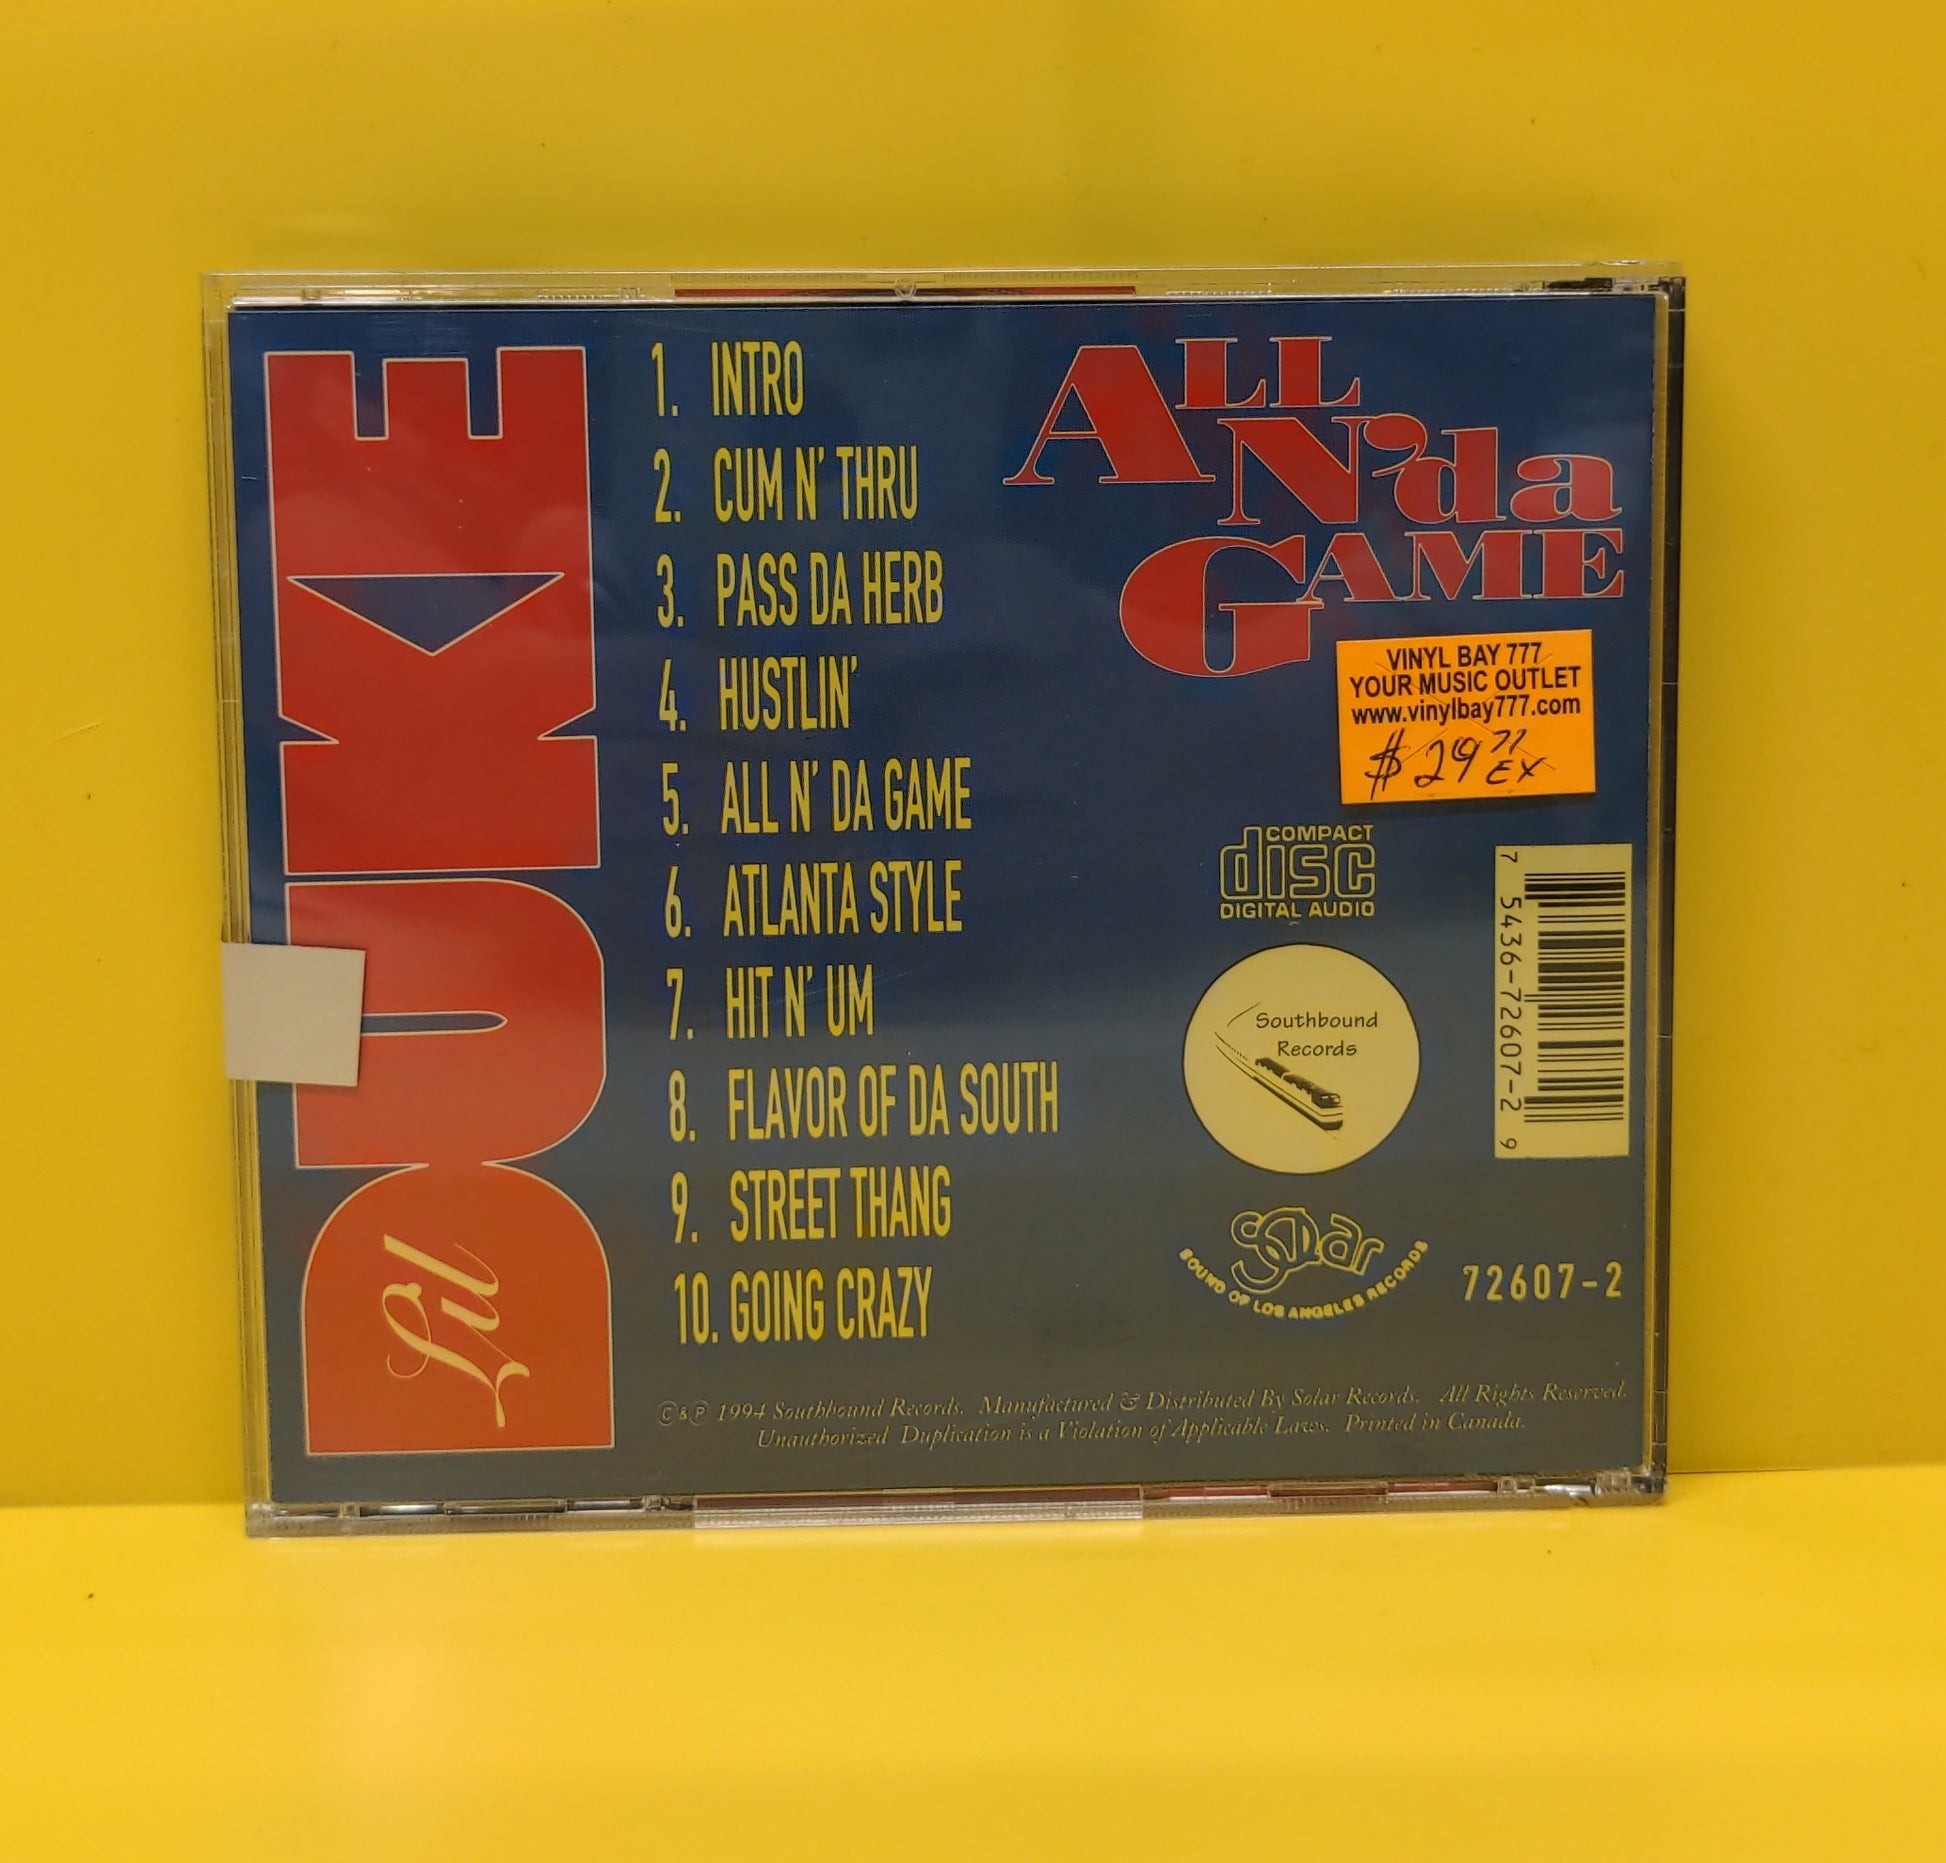 Lil DUKE
1. INTRO
2. CUM N' THRU
3. PASS DA HERB
4. HUSTLIN'
5. ALL N' DA GAME
6. ATLANTA STYLE
7. HIT N' UM
8. FLAVOR OF DA SOUTH
9. STREET THANG
10. GOING CRAZY
ALL
N'da
GAME
VINYL BAY 777
YOUR MUSIC OUTLET
www.vinylbay777.com
$29.77
EX
COMPACT
disc
DIGITAL AUDIO
7 5436-72607-2 9
Southbound
Records
SOLAR
SOUND OF LOS ANGELES RECORDS
72607-2
©&℗ 1994 Southbound Records. Manufactured & Distributed By Solar Records. All Rights Reserved.
Unauthorized Duplication is a Violation of Applicable Laws. Printed in Canada.